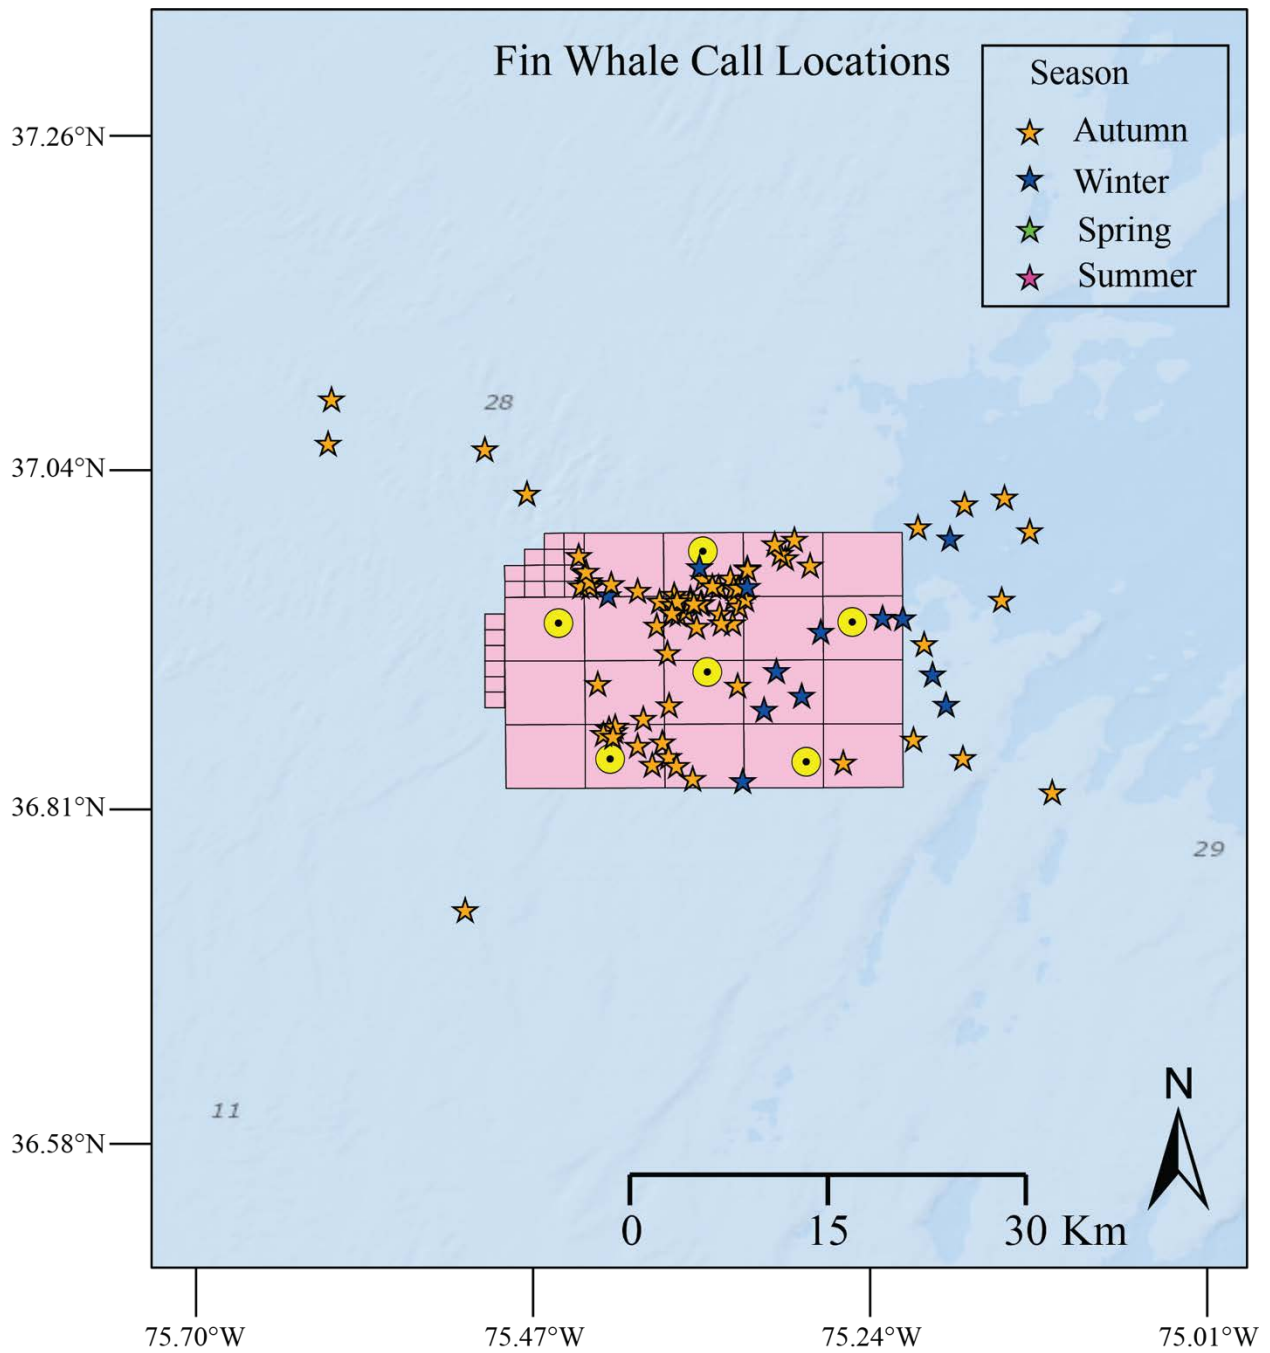 Fin Whale Call Locations
Season
Autumn
Winter
Spring
Summer
37.26°N
28
37.04°N
36.81°N
29
11
36.58°N
N
0 15 30 Km
75.70°W 75.47°W 75.24°W 75.01°W